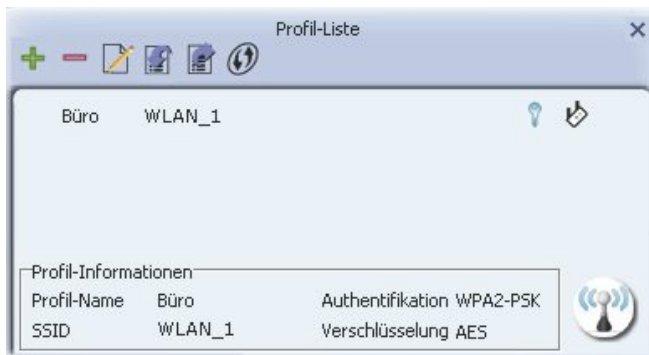 Profil-Liste
Büro WLAN_1
Profil-Informationen
Profil-Name Büro Authentifikation WPA2-PSK
SSID WLAN_1 Verschlüsselung AES